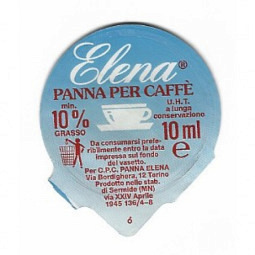 Elena®
PANNA PER CAFFÈ
min.
10%
GRASSO
U.H.T.
a lunga
conservazione
10 ml
e
Da consumarsi prefe-
ribilmente entro la data
impressa sul fondo
del vasetto.
Per C.P.C. PANNA ELENA
Via Bordighera, 12 Torino
Prodotto nello stab.
di Sermide (MN)
via XXIV Aprile
1945 136/4-8
6